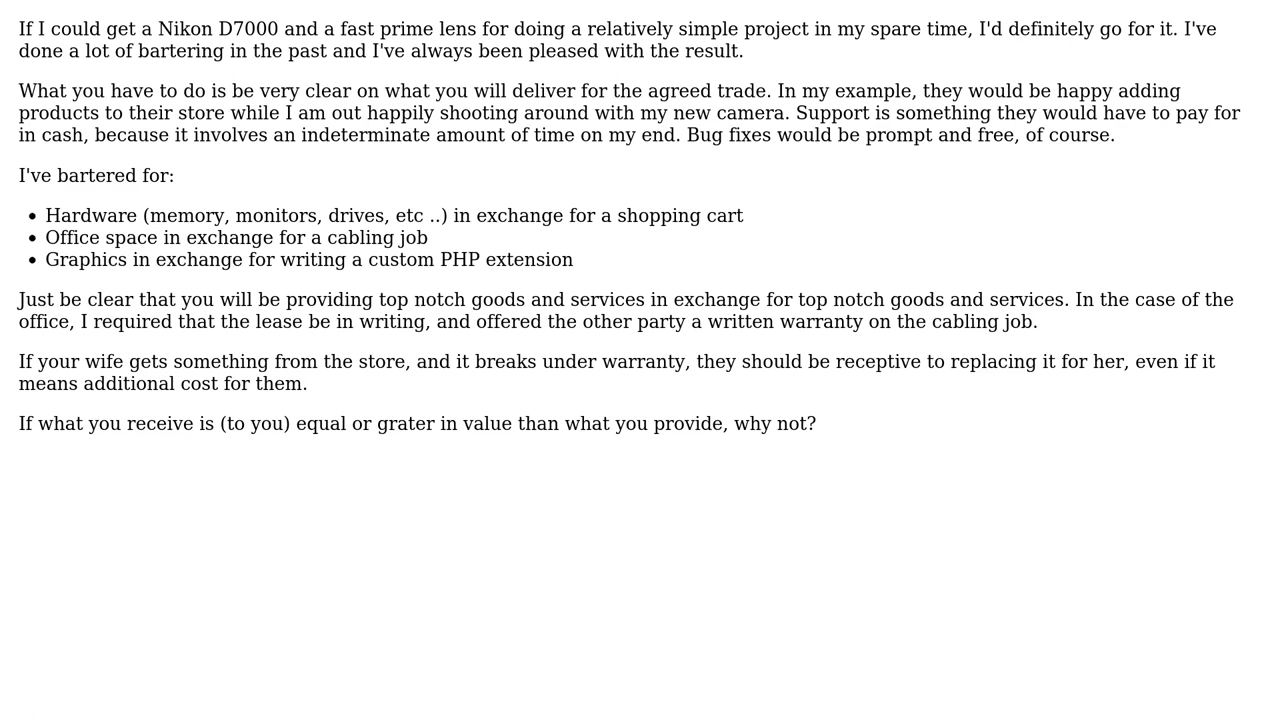 If I could get a Nikon D7000 and a fast prime lens for doing a relatively simple project in my spare time, I'd definitely go for it. I've
done a lot of bartering in the past and I've always been pleased with the result.
What you have to do is be very clear on what you will deliver for the agreed trade. In my example, they would be happy adding
products to their store while I am out happily shooting around with my new camera. Support is something they would have to pay for
in cash, because it involves an indeterminate amount of time on my end. Bug fixes would be prompt and free, of course.
I've bartered for:
• Hardware (memory, monitors, drives, etc ..) in exchange for a shopping cart
• Office space in exchange for a cabling job
• Graphics in exchange for writing a custom PHP extension
Just be clear that you will be providing top notch goods and services in exchange for top notch goods and services. In the case of the
office, I required that the lease be in writing, and offered the other party a written warranty on the cabling job.
If your wife gets something from the store, and it breaks under warranty, they should be receptive to replacing it for her, even if it
means additional cost for them.
If what you receive is (to you) equal or grater in value than what you provide, why not?